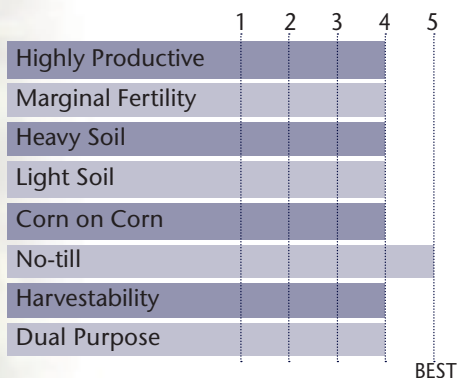 1 2 3 4 5
Highly Productive
Marginal Fertility
Heavy Soil
Light Soil
Corn on Corn
No-till
Harvestability
Dual Purpose
BEST